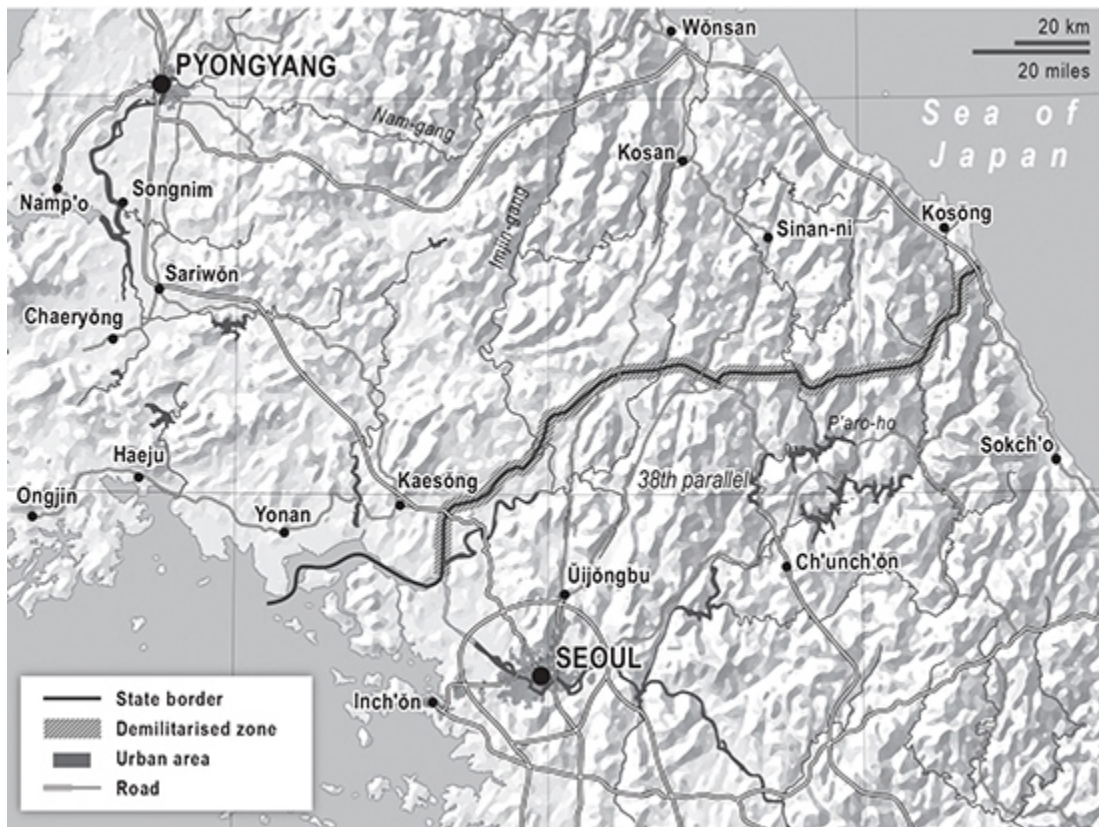 Wŏnsan
20 km
20 miles
PYONGYANG
Sea of
Japan
Nam-gang
Kosan
Namp'o
Songnim
Imjin-gang
Kosŏng
Sinan-ni
Sariwŏn
Chaeryŏng
P'aro-ho
Sokch'o
Haeju
Kaesŏng
38th parallel
Ongjin
Yonan
Ch'unch'ŏn
Ŭijŏngbu
SEOUL
Inch'ŏn
State border
Demilitarised zone
Urban area
Road